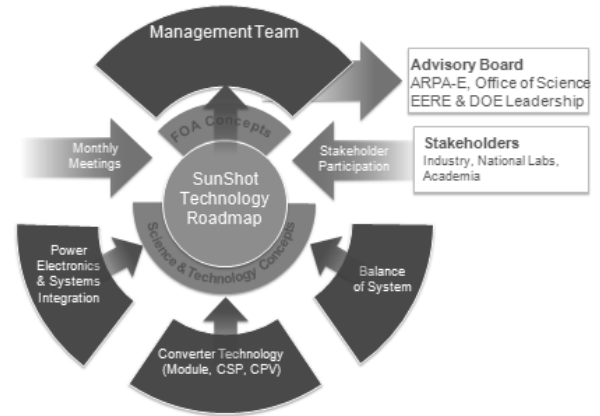 Management Team
Advisory Board
ARPA-E, Office of Science
EERE & DOE Leadership
FOA Concepts
Monthly
Meetings
Stakeholder
Participation
Stakeholders
Industry, National Labs,
Academia
SunShot
Technology
Roadmap
Science & Technology Concepts
Power
Electronics
& Systems
Integration
Balance
of System
Converter Technology
(Module, CSP, CPV)